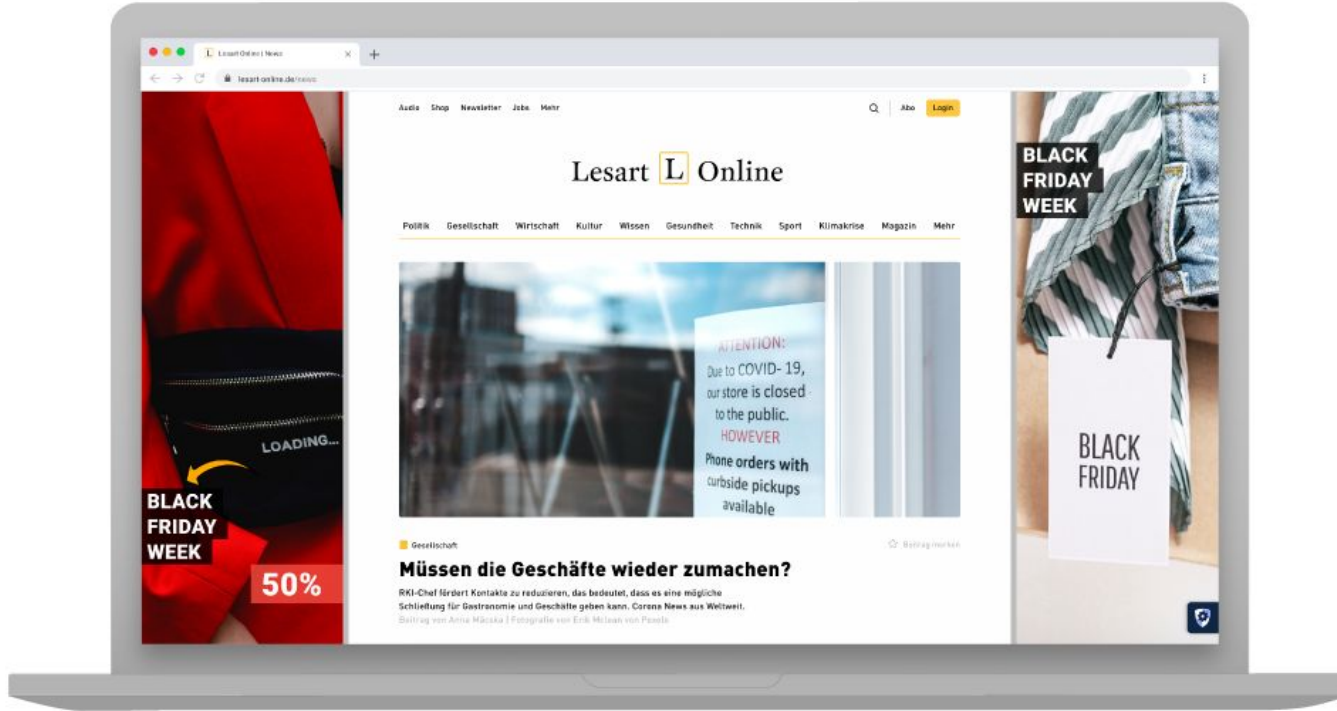 Lesart Online | News
lesart-online.de/news
Audio Shop Newsletter Jobs Mehr
Abo Login
Lesart L Online
Politik Gesellschaft Wirtschaft Kultur Wissen Gesundheit Technik Sport Klimakrise Magazin Mehr
LOADING...
BLACK
FRIDAY
WEEK
50%
ATTENTION:
Due to COVID- 19,
our store is closed
to the public.
HOWEVER
Phone orders with
curbside pickups
available
BLACK
FRIDAY
WEEK
BLACK
FRIDAY
Gesellschaft
Beitrag merken
Müssen die Geschäfte wieder zumachen?
RKI-Chef fördert Kontakte zu reduzieren, das bedeutet, dass es eine mögliche
Schließung für Gastronomie und Geschäfte geben kann. Corona News aus Weltweit.
Beitrag von Anna Mácska | Fotografie von Erik Mclean von Pexels